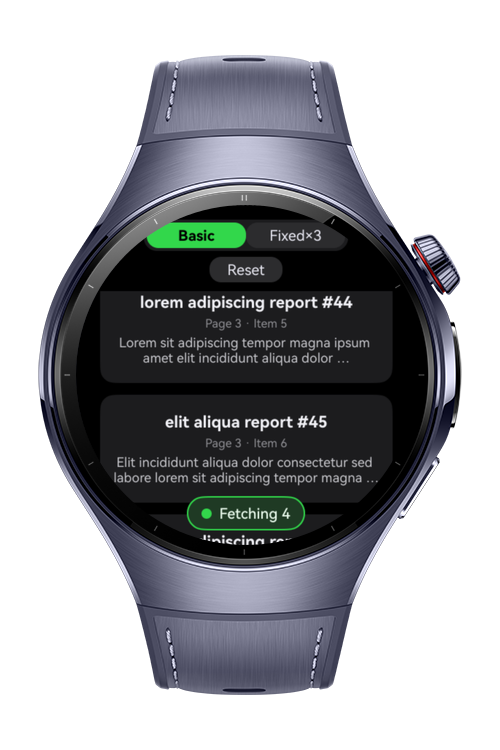 Basic
Fixed×3
Reset
lorem adipiscing report #44
Page 3 · Item 5
Lorem sit adipiscing tempor magna ipsum
amet elit incididunt aliqua dolor …
elit aliqua report #45
Page 3 · Item 6
Elit incididunt aliqua dolor consectetur sed
labore lorem sit adipiscing tempor magna …
Fetching 4